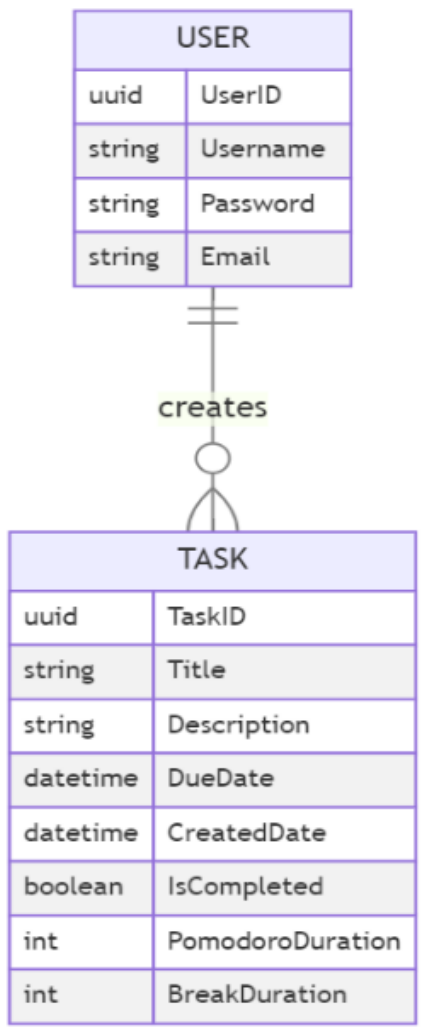 USER
uuid UserID
string Username
string Password
string Email
creates
TASK
uuid TaskID
string Title
string Description
datetime DueDate
datetime CreatedDate
boolean IsCompleted
int PomodoroDuration
int BreakDuration